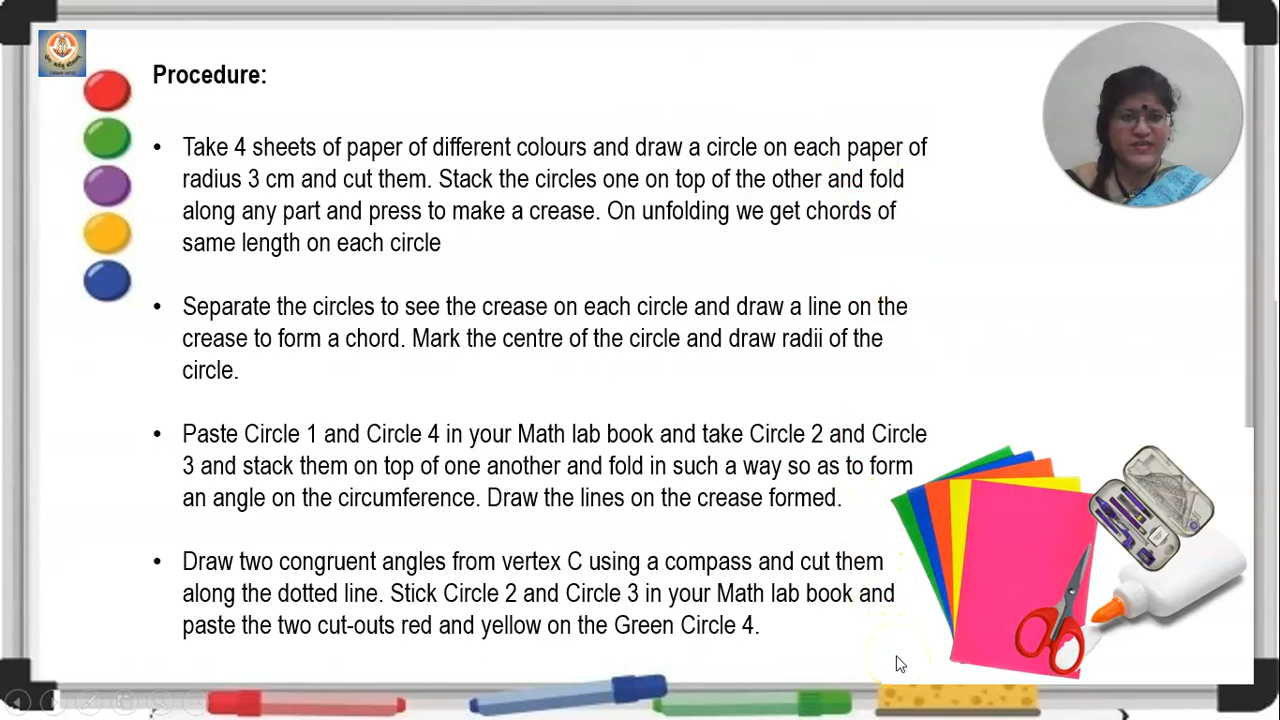 Procedure:
• Take 4 sheets of paper of different colours and draw a circle on each paper of
radius 3 cm and cut them. Stack the circles one on top of the other and fold
along any part and press to make a crease. On unfolding we get chords of
same length on each circle
• Separate the circles to see the crease on each circle and draw a line on the
crease to form a chord. Mark the centre of the circle and draw radii of the
circle.
• Paste Circle 1 and Circle 4 in your Math lab book and take Circle 2 and Circle
3 and stack them on top of one another and fold in such a way so as to form
an angle on the circumference. Draw the lines on the crease formed.
• Draw two congruent angles from vertex C using a compass and cut them
along the dotted line. Stick Circle 2 and Circle 3 in your Math lab book and
paste the two cut-outs red and yellow on the Green Circle 4.